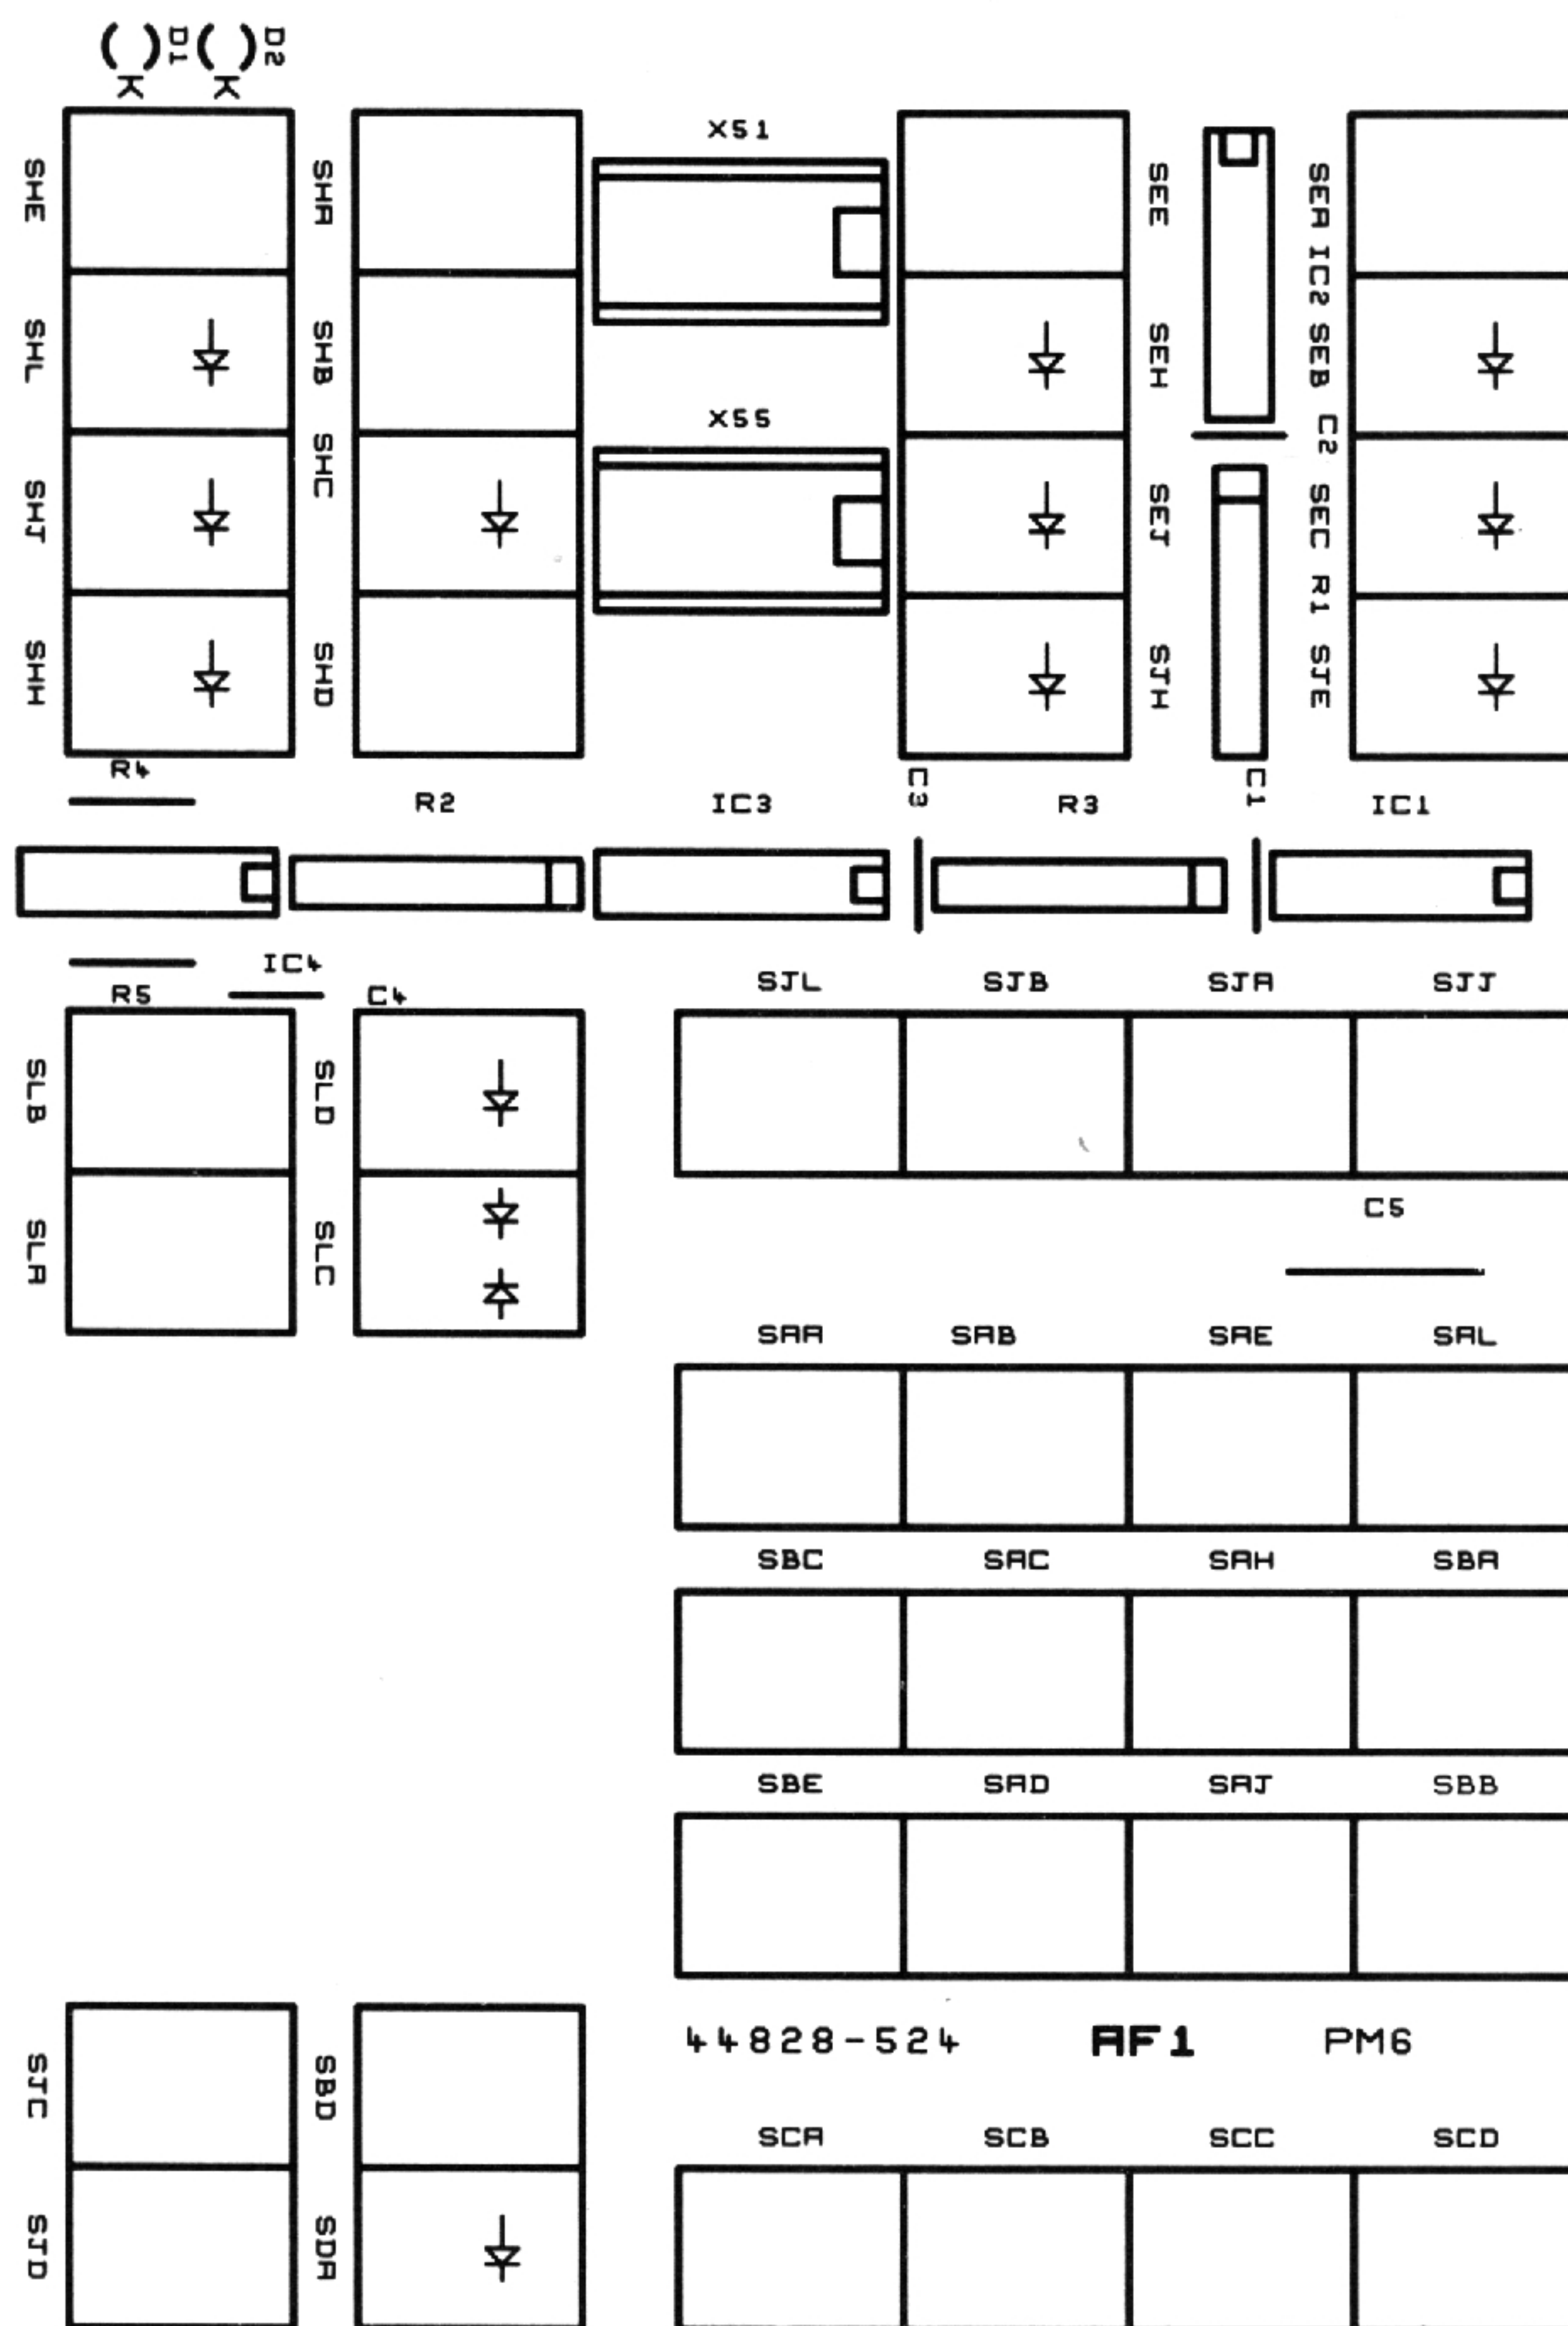 D1 D2
K K
X51
SHE SHA SEE SEA
IC2
SHL SHB SEH SEB
X55
C2
SHC
SHJ SEJ SEC
R1
SHH SHD SJH SJE
R4
C3 C1
R2 IC3 R3 IC1
IC4
R5 C4
SJL SJB SJA SJJ
SLB SLD
C5
SLA SLC
SAA SAB SAE SAL
SBC SAC SAH SBA
SBE SAD SAJ SBB
44828-524 AF1 PM6
SJC SBD
SCA SCB SCC SCD
SJD SDA